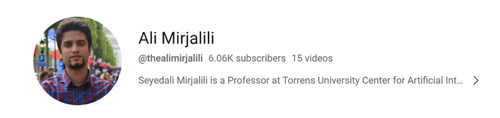 Ali Mirjalili
@thealimirjalili 6.06K subscribers 15 videos
Seyedali Mirjalili is a Professor at Torrens University Center for Artificial Int...